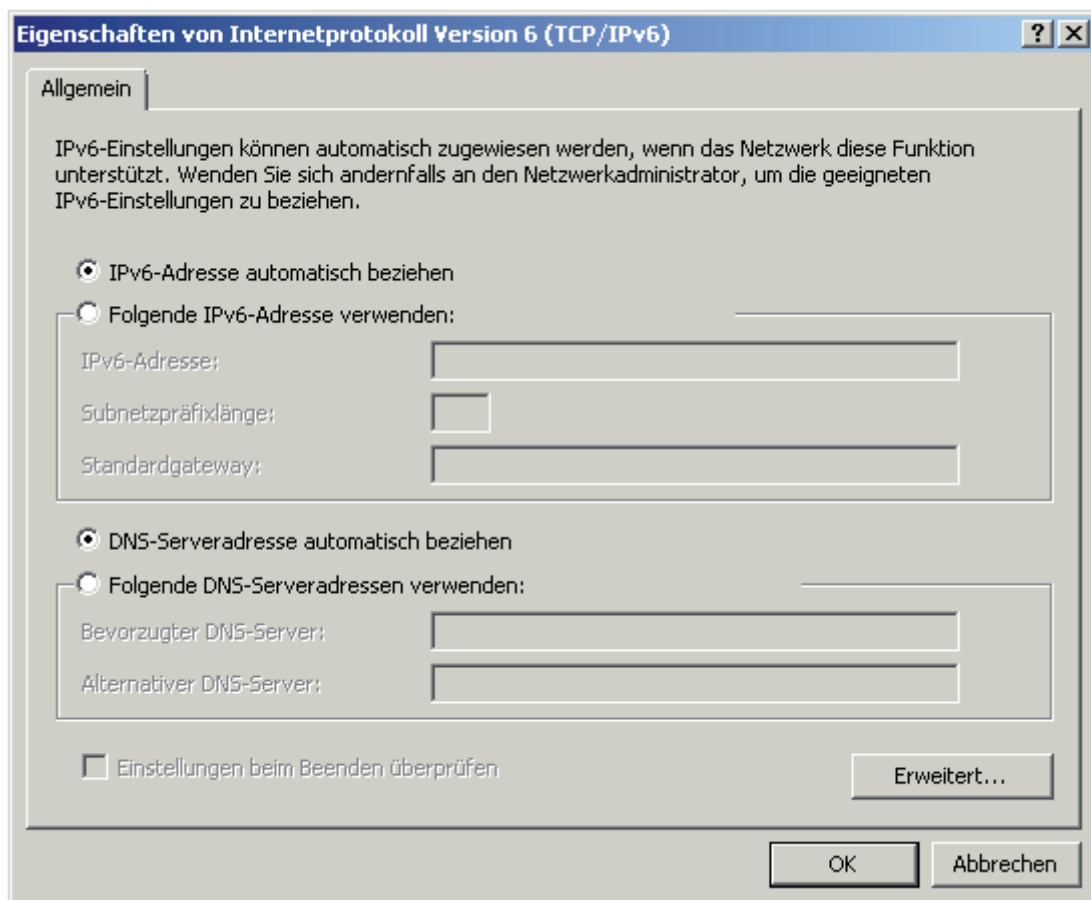 Eigenschaften von Internetprotokoll Version 6 (TCP/IPv6)
Allgemein
IPv6-Einstellungen können automatisch zugewiesen werden, wenn das Netzwerk diese Funktion
unterstützt. Wenden Sie sich andernfalls an den Netzwerkadministrator, um die geeigneten
IPv6-Einstellungen zu beziehen.
IPv6-Adresse automatisch beziehen
Folgende IPv6-Adresse verwenden:
IPv6-Adresse:
Subnetzpräfixlänge:
Standardgateway:
DNS-Serveradresse automatisch beziehen
Folgende DNS-Serveradressen verwenden:
Bevorzugter DNS-Server:
Alternativer DNS-Server:
Einstellungen beim Beenden überprüfen
Erweitert...
OK Abbrechen